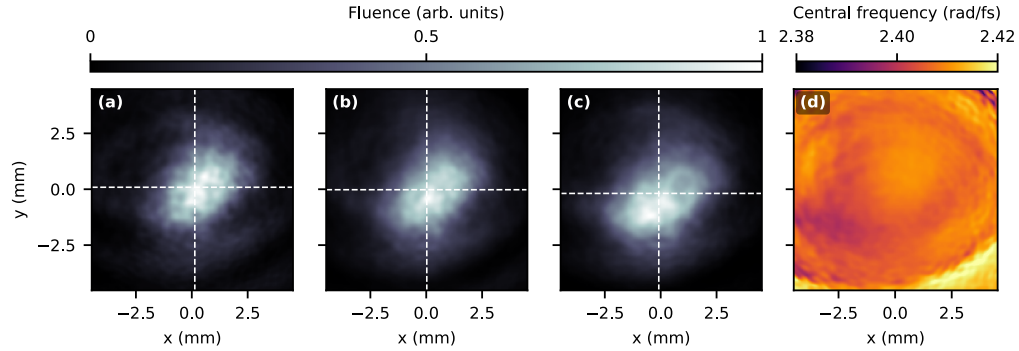 Fluence (arb. units) Central frequency (rad/fs)
0 0.5 1 2.38 2.40 2.42
(a) (b) (c) (d)
2.5
0.0
−2.5
y (mm)
−2.5 0.0 2.5 −2.5 0.0 2.5 −2.5 0.0 2.5 −2.5 0.0 2.5
x (mm) x (mm) x (mm) x (mm)